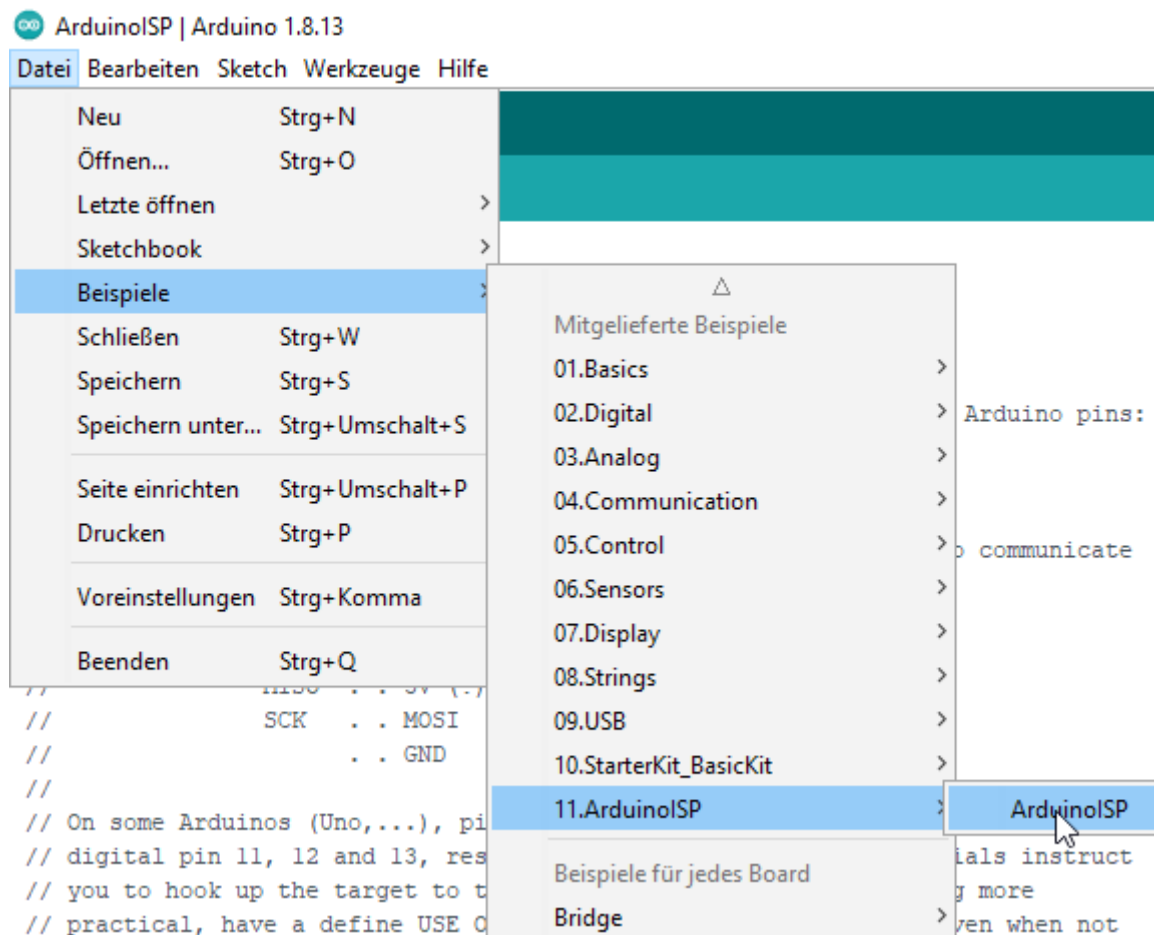 ArduinoISP | Arduino 1.8.13
Datei Bearbeiten Sketch Werkzeuge Hilfe
Neu Strg+N
Öffnen... Strg+O
Letzte öffnen
Sketchbook
Beispiele
Schließen Strg+W
Speichern Strg+S
Speichern unter... Strg+Umschalt+S
Seite einrichten Strg+Umschalt+P
Drucken Strg+P
Voreinstellungen Strg+Komma
Beenden Strg+Q
Mitgelieferte Beispiele
01.Basics
02.Digital
03.Analog
04.Communication
05.Control
06.Sensors
07.Display
08.Strings
09.USB
10.StarterKit_BasicKit
11.ArduinoISP
Beispiele für jedes Board
Bridge
ArduinoISP
Arduino pins:
communicate
// MISO . . 5V (!)
// SCK . . MOSI
// . . GND
//
// On some Arduinos (Uno,...), pi
// digital pin 11, 12 and 13, res ials instruct
// you to hook up the target to t g more
// practical, have a define USE ven when not